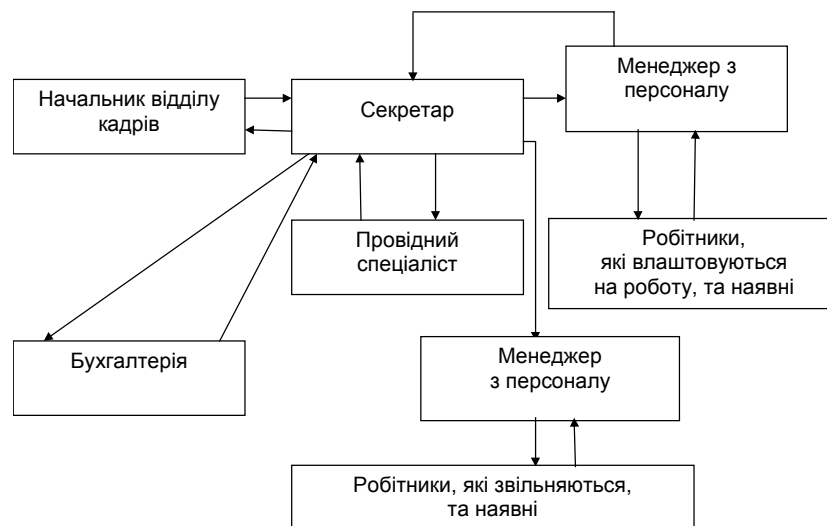 Менеджер з
персоналу
Начальник відділу
кадрів
Секретар
Провідний
спеціаліст
Робітники,
які влаштовуються
на роботу, та наявні
Бухгалтерія
Менеджер
з персоналу
Робітники, які звільняються,
та наявні